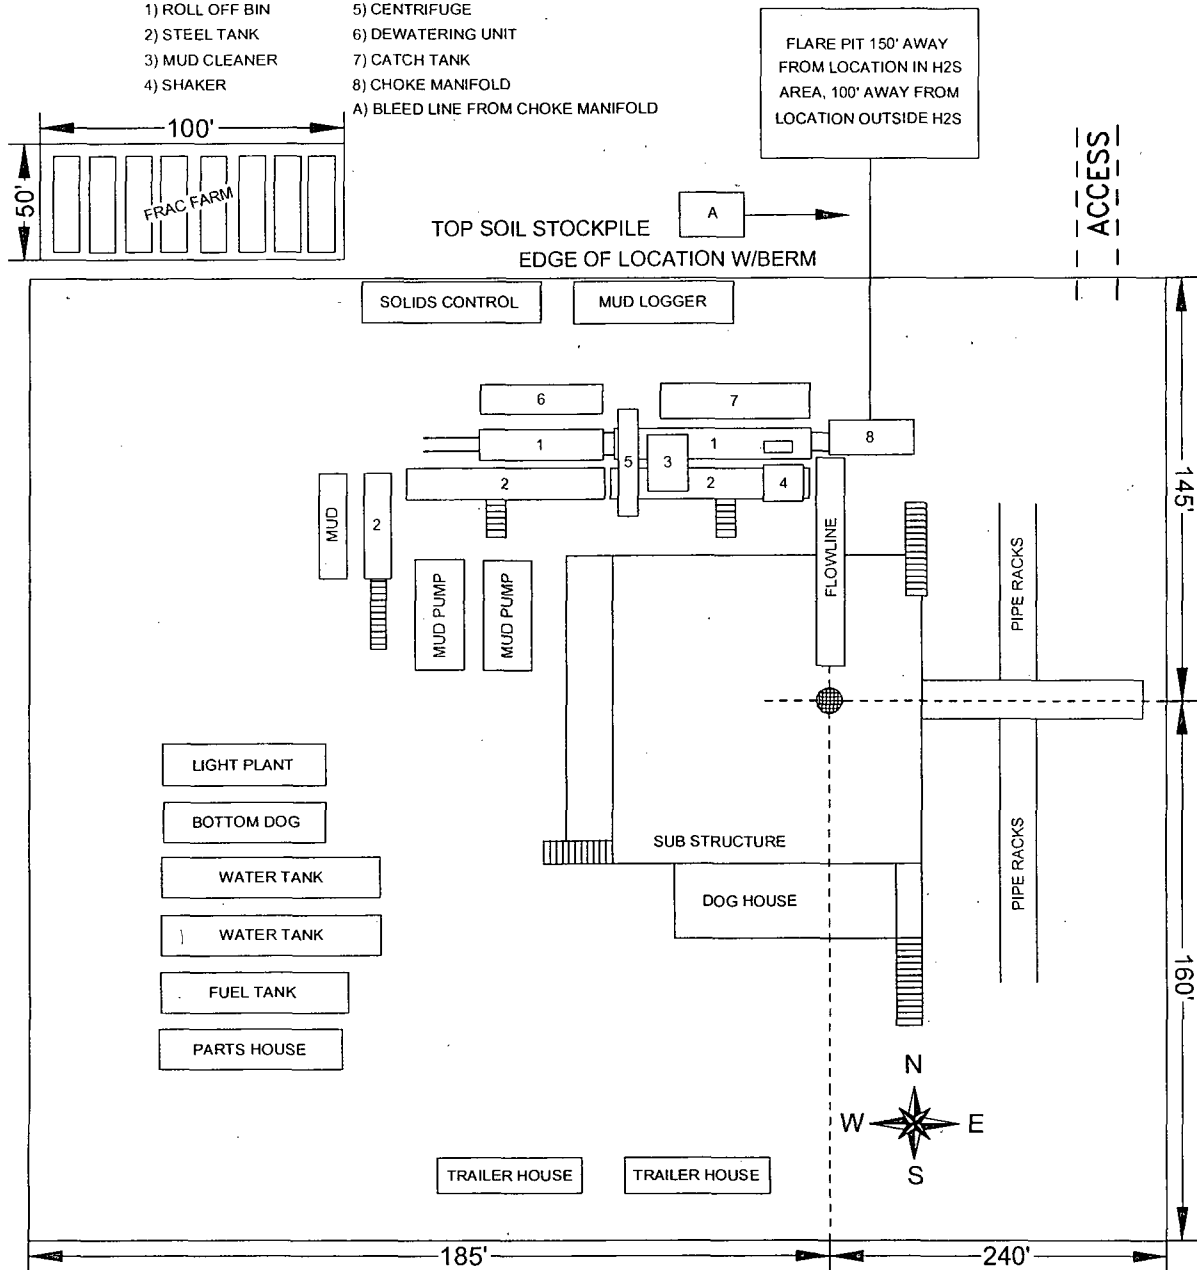 1) ROLL OFF BIN
2) STEEL TANK
3) MUD CLEANER
4) SHAKER
5) CENTRIFUGE
6) DEWATERING UNIT
7) CATCH TANK
8) CHOKE MANIFOLD
A) BLEED LINE FROM CHOKE MANIFOLD
FLARE PIT 150' AWAY
FROM LOCATION IN H2S
AREA, 100' AWAY FROM
LOCATION OUTSIDE H2S
100'
50'
FRAC FARM
ACCESS
TOP SOIL STOCKPILE
A
EDGE OF LOCATION W/BERM
SOLIDS CONTROL
MUD LOGGER
6
7
1
1
8
5
3
2
2
4
MUD
2
MUD PUMP
MUD PUMP
FLOWLINE
PIPE RACKS
145'
LIGHT PLANT
BOTTOM DOG
WATER TANK
WATER TANK
FUEL TANK
PARTS HOUSE
SUB STRUCTURE
DOG HOUSE
PIPE RACKS
160'
N
W
E
S
TRAILER HOUSE
TRAILER HOUSE
185'
240'